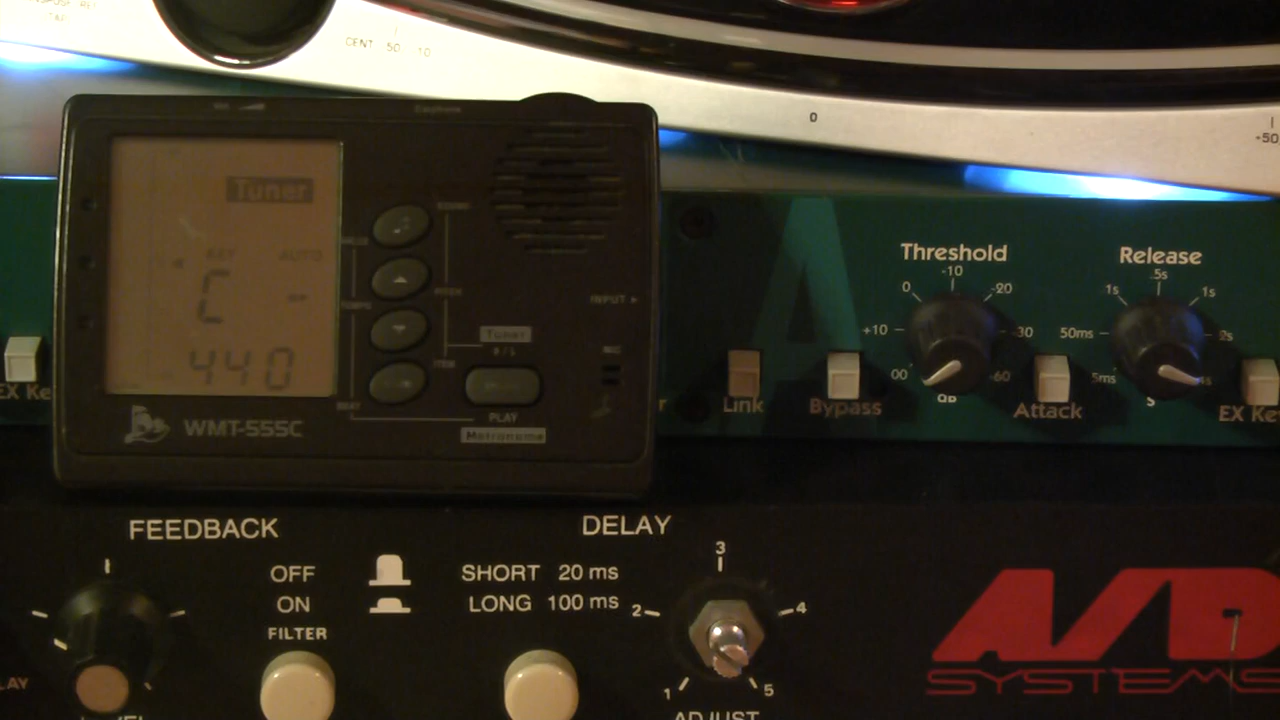 CENT 50 10
0
+50
Tuner
KEY AUTO
C
440
INPUT
Tuner
PLAY
Metronome
WMT-555C
EX Ke
Link
Bypass
Threshold
-10
0 -20
+10 -30
00 -60
Attack
Release
.5s
.1s 1s
50ms 2s
5ms 4s
S
EX Ke
FEEDBACK
OFF
ON
FILTER
DELAY
SHORT 20 ms
LONG 100 ms
1 2 3 4 5
ADJUST
A/D
SYSTEMS